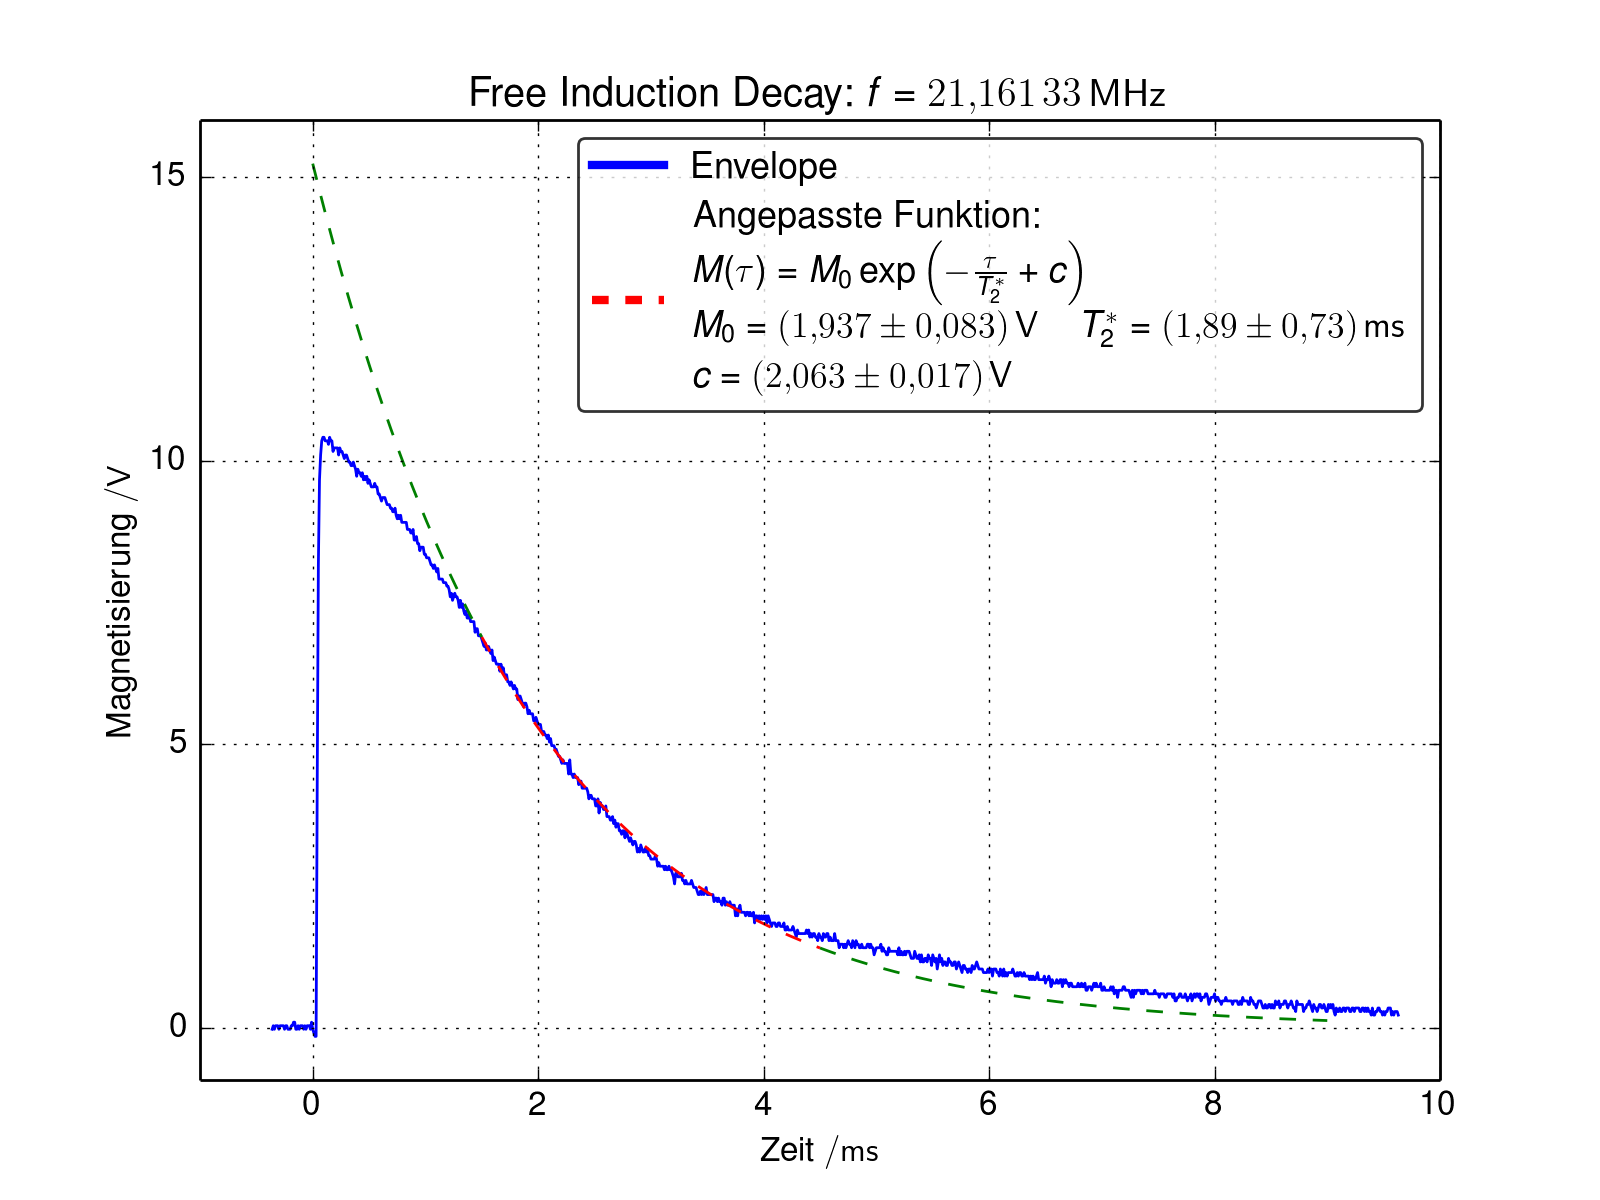 Free Induction Decay: f = 21,161 33 MHz
Envelope
Angepasste Funktion:
M(τ) = M₀ exp (−τ/T₂* + c)
M₀ = (1,937 ± 0,083) V T₂* = (1,89 ± 0,73) ms
c = (2,063 ± 0,017) V
Magnetisierung /V
15
10
5
0
0 2 4 6 8 10
Zeit /ms